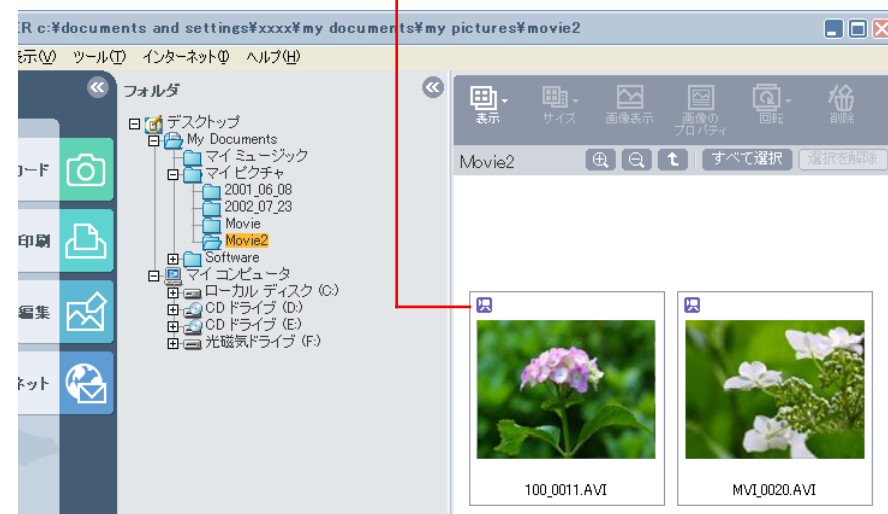 ER c:¥documents and settings¥xxxx¥my documents¥my pictures¥movie2
表示(V) ツール(T) インターネット(I) ヘルプ(H)
フォルダ
デスクトップ
My Documents
マイ ミュージック
マイ ピクチャ
2001_06_08
2002_07_23
Movie
Movie2
Software
マイ コンピュータ
ローカル ディスク (C:)
CD ドライブ (D:)
CD ドライブ (E:)
光磁気ドライブ (F:)
ード
印刷
編集
ネット
表示 サイズ 画像表示 画像の 回転 削除
プロパティ
Movie2 すべて選択 選択を解除
100_0011.AVI MVI_0020.AVI